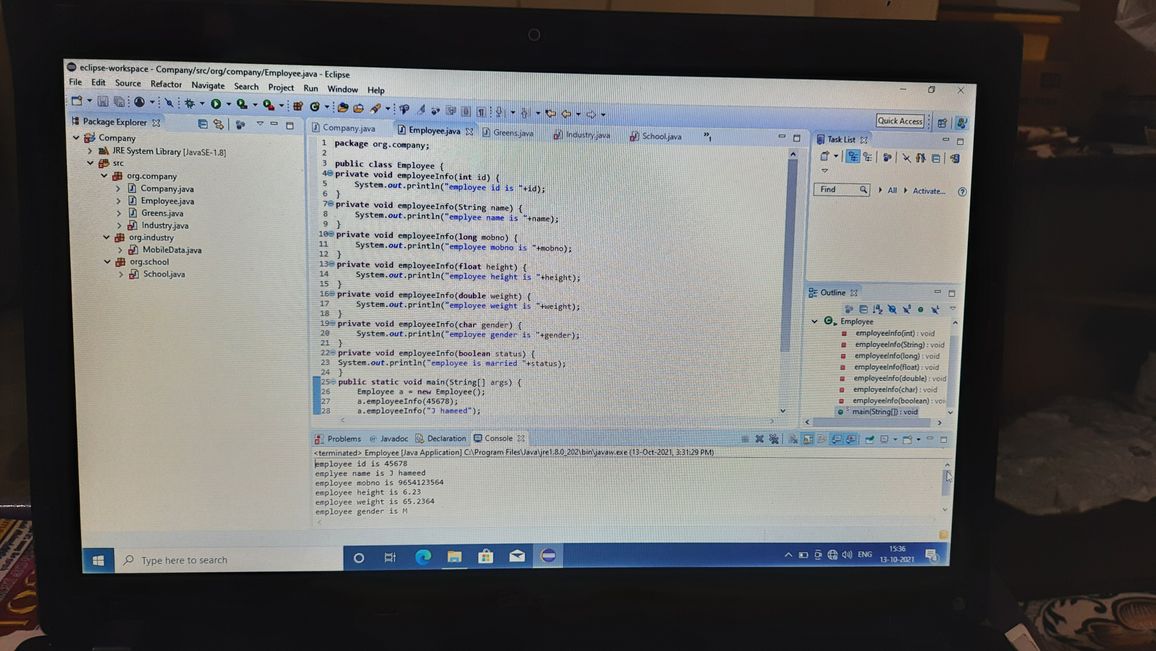 eclipse-workspace - Company/src/org/company/Employee.java - Eclipse
File Edit Source Refactor Navigate Search Project Run Window Help
Quick Access
Package Explorer
Company
JRE System Library [JavaSE-1.8]
src
org.company
Company.java
Employee.java
Greens.java
Industry.java
org.industry
MobileData.java
org.school
School.java
Company.java Employee.java Greens.java Industry.java School.java »1
1 package org.company;
2
3 public class Employee {
4 private void employeeInfo(int id) {
5 System.out.println("employee id is "+id);
6 }
7 private void employeeInfo(String name) {
8 System.out.println("emplyee name is "+name);
9 }
10 private void employeeInfo(long mobno) {
11 System.out.println("employee mobno is "+mobno);
12 }
13 private void employeeInfo(float height) {
14 System.out.println("employee height is "+height);
15 }
16 private void employeeInfo(double weight) {
17 System.out.println("employee weight is "+weight);
18 }
19 private void employeeInfo(char gender) {
20 System.out.println("employee gender is "+gender);
21 }
22 private void employeeInfo(boolean status) {
23 System.out.println("employee is married "+status);
24 }
25 public static void main(String[] args) {
26 Employee a = new Employee();
27 a.employeeInfo(45678);
28 a.employeeInfo("J hameed");
Task List
Find All Activate...
Outline
Employee
employeeInfo(int) : void
employeeInfo(String) : void
employeeInfo(long) : void
employeeInfo(float) : void
employeeInfo(double) : void
employeeInfo(char) : void
employeeInfo(boolean) : voi
main(String[]) : void
Problems Javadoc Declaration Console
<terminated> Employee [Java Application] C:\Program Files\Java\jre1.8.0_202\bin\javaw.exe (13-Oct-2021, 3:31:29 PM)
employee id is 45678
emplyee name is J hameed
employee mobno is 9654123564
employee height is 6.23
employee weight is 65.2364
employee gender is M
Type here to search
ENG
15:36
13-10-2021